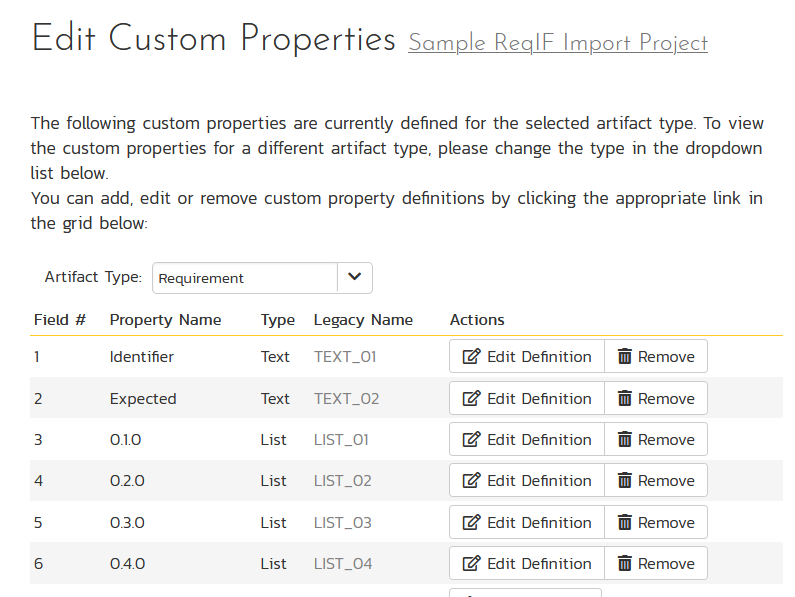 Edit Custom Properties Sample ReqIF Import Project
The following custom properties are currently defined for the selected artifact type. To view
the custom properties for a different artifact type, please change the type in the dropdown
list below.
You can add, edit or remove custom property definitions by clicking the appropriate link in
the grid below:
Artifact Type: Requirement
Field # Property Name Type Legacy Name Actions
1 Identifier Text TEXT_01 Edit Definition Remove
2 Expected Text TEXT_02 Edit Definition Remove
3 0.1.0 List LIST_01 Edit Definition Remove
4 0.2.0 List LIST_02 Edit Definition Remove
5 0.3.0 List LIST_03 Edit Definition Remove
6 0.4.0 List LIST_04 Edit Definition Remove